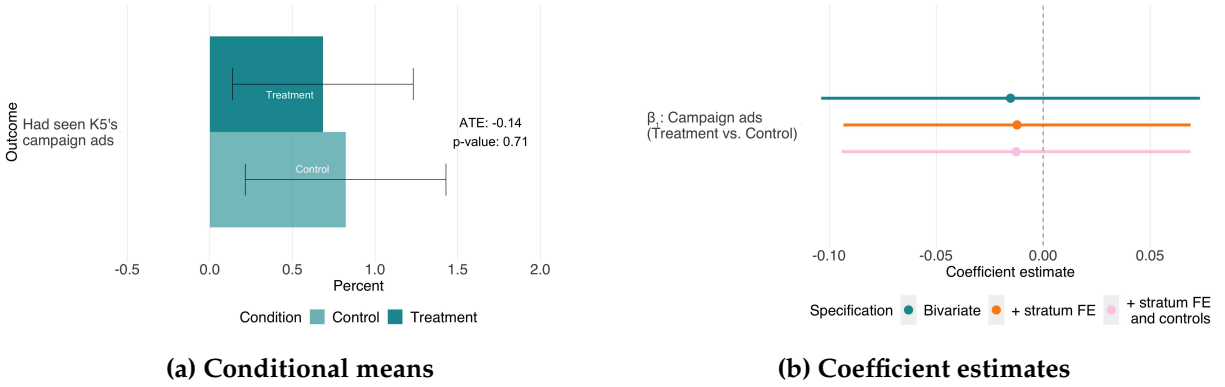 Outcome
Had seen K5's
campaign ads
Treatment
Control
ATE: -0.14
p-value: 0.71
-0.5 0.0 0.5 1.0 1.5 2.0
Percent
Condition Control Treatment
(a) Conditional means
β₁: Campaign ads
(Treatment vs. Control)
-0.10 -0.05 0.00 0.05
Coefficient estimate
Specification Bivariate + stratum FE + stratum FE
and controls
(b) Coefficient estimates